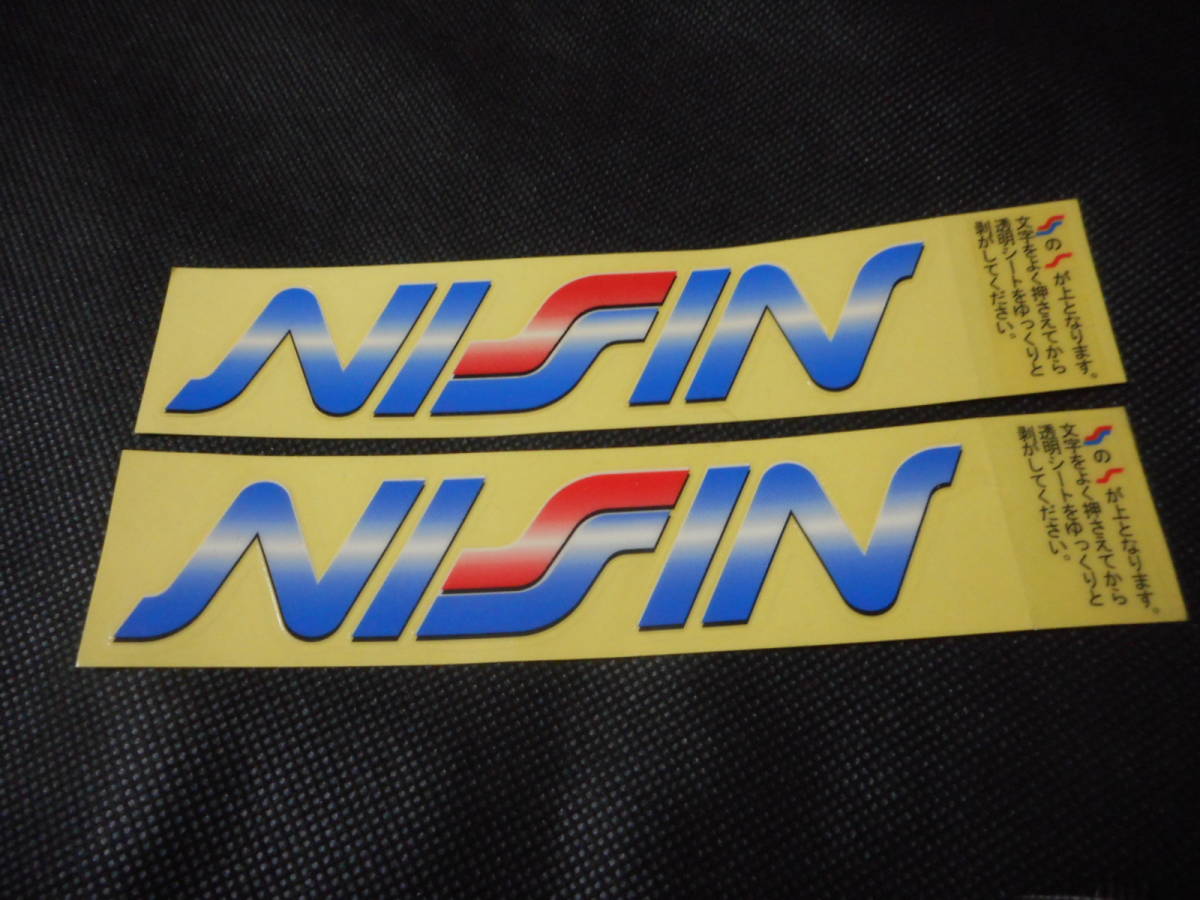 NISSIN
のが上となります。
文字をよく押さえてから
透明シートをゆっくりと
剥がしてください。
NISSIN
のが上となります。
文字をよく押さえてから
透明シートをゆっくりと
剥がしてください。